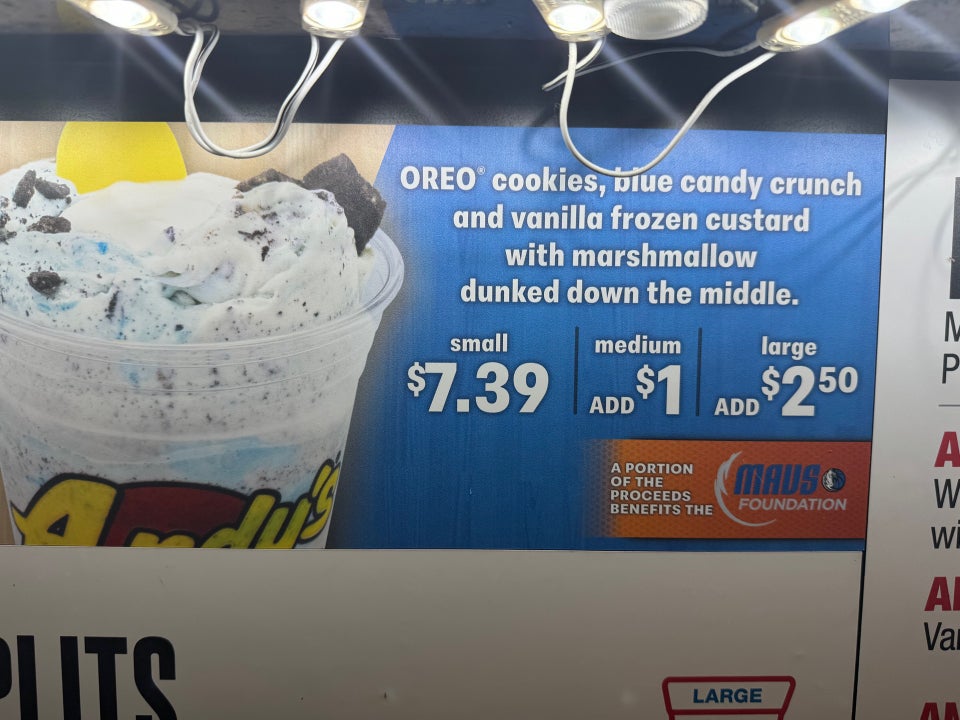 OREO® cookies, blue candy crunch
and vanilla frozen custard
with marshmallow
dunked down the middle.
small
$7.39
medium
ADD $1
large
ADD $2.50
A PORTION
OF THE
PROCEEDS
BENEFITS THE
MAVS
FOUNDATION
Andy's
LARGE